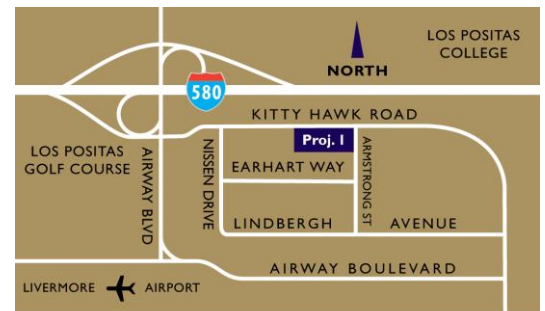 LOS POSITAS
COLLEGE
NORTH
580
KITTY HAWK ROAD
Proj. I
LOS POSITAS
GOLF COURSE
AIRWAY BLVD
NISSEN DRIVE
EARHART WAY
ARMSTRONG ST
LINDBERGH AVENUE
AIRWAY BOULEVARD
LIVERMORE AIRPORT